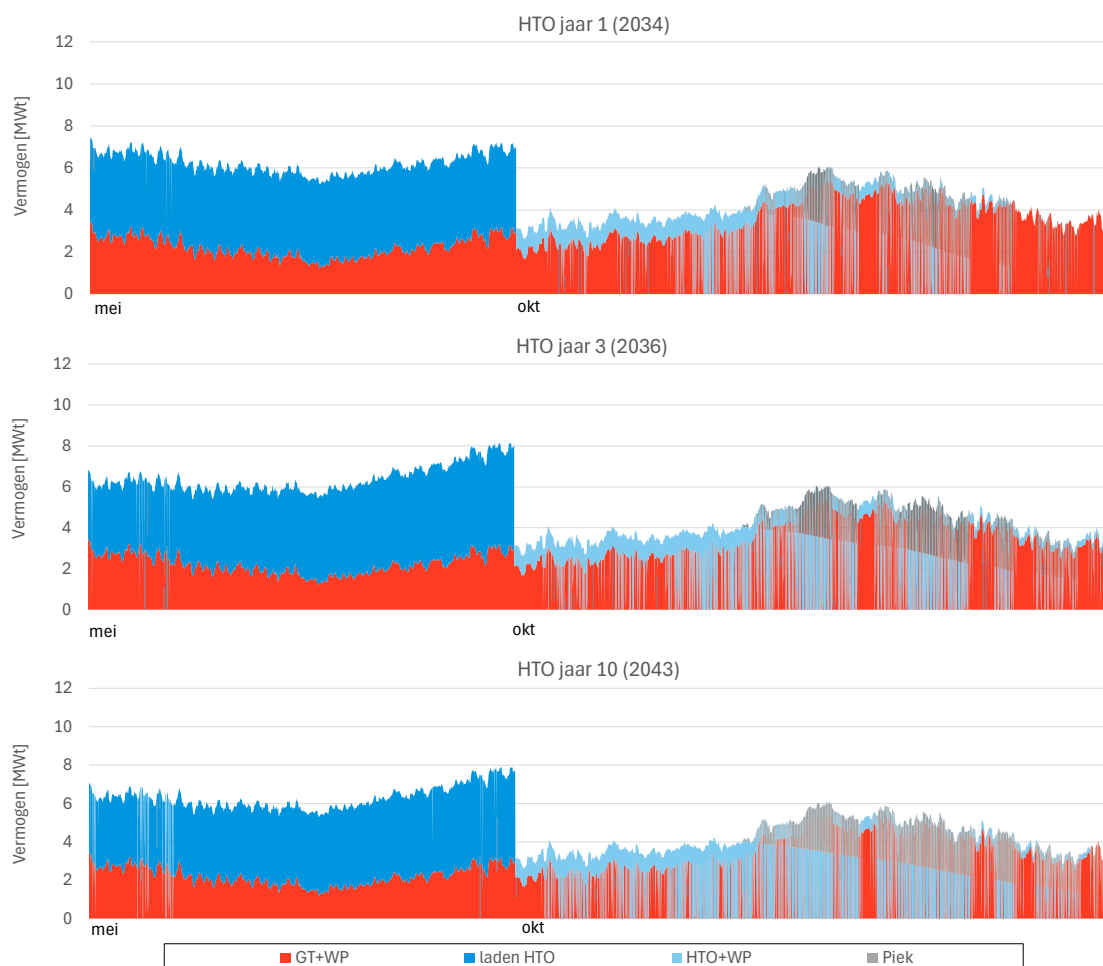 HTO jaar 1 (2034)
12
10
8
6
4
2
0
Vermogen [MWt]
mei
okt
HTO jaar 3 (2036)
12
10
8
6
4
2
0
Vermogen [MWt]
mei
okt
HTO jaar 10 (2043)
12
10
8
6
4
2
0
Vermogen [MWt]
mei
okt
GT+WP laden HTO HTO+WP Piek